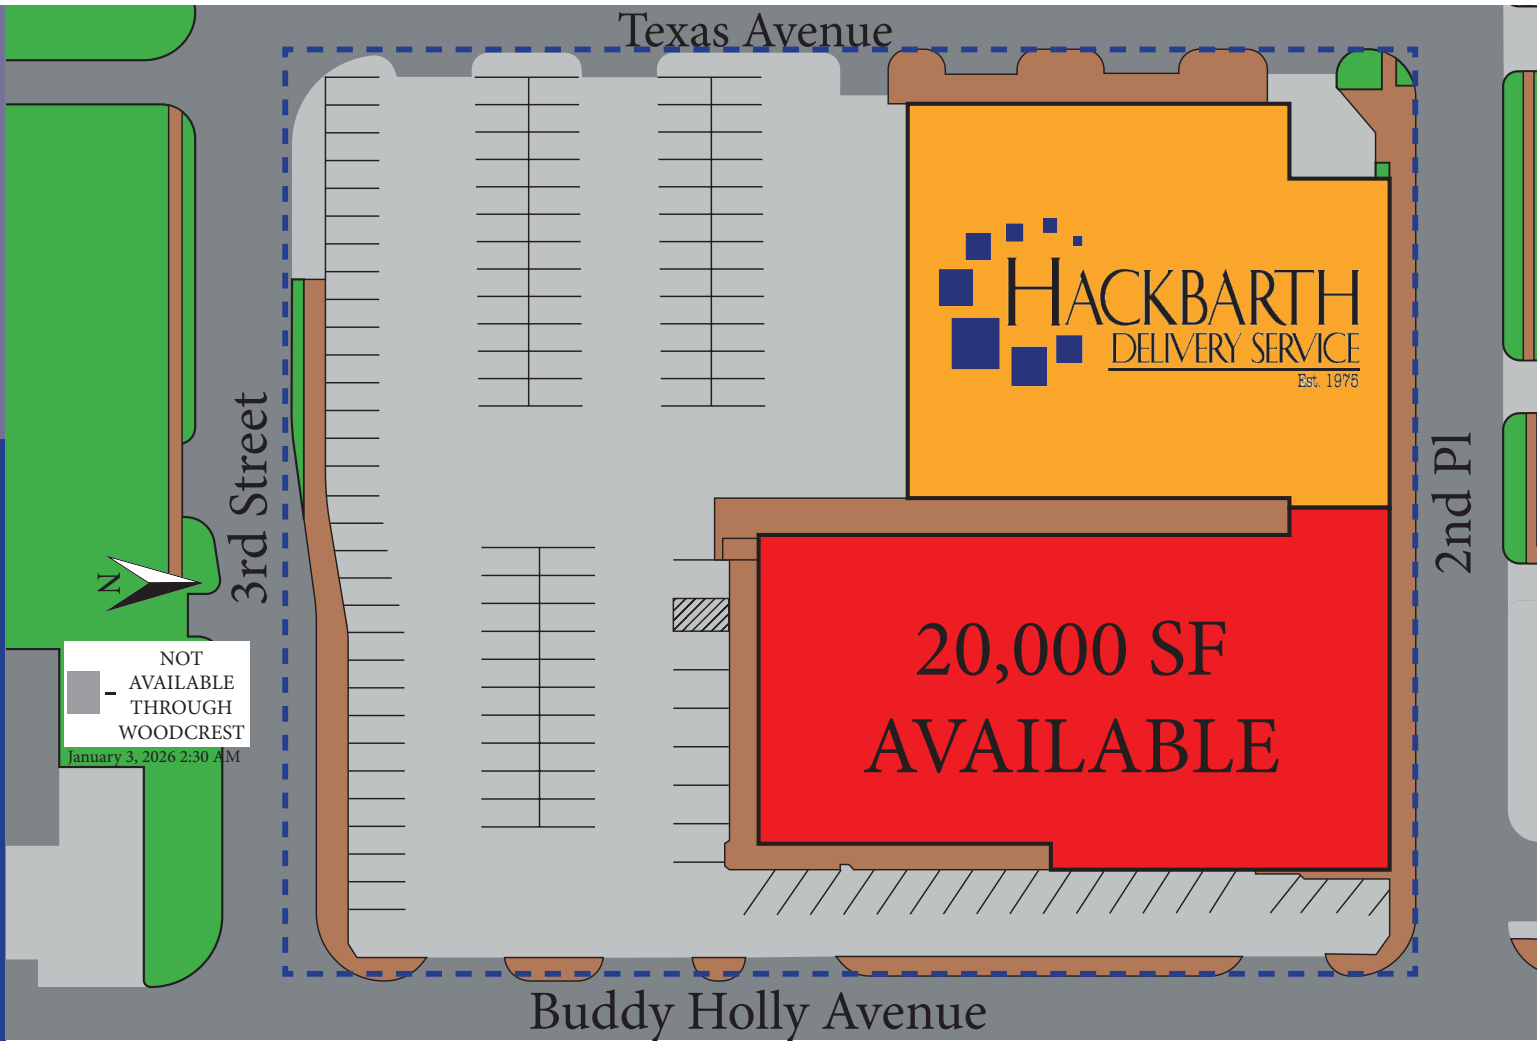 Texas Avenue
HACKBARTH
DELIVERY SERVICE
Est. 1975
3rd Street
2nd Pl
N
20,000 SF
AVAILABLE
NOT
AVAILABLE
THROUGH
WOODCREST
January 3, 2026 2:30 AM
Buddy Holly Avenue